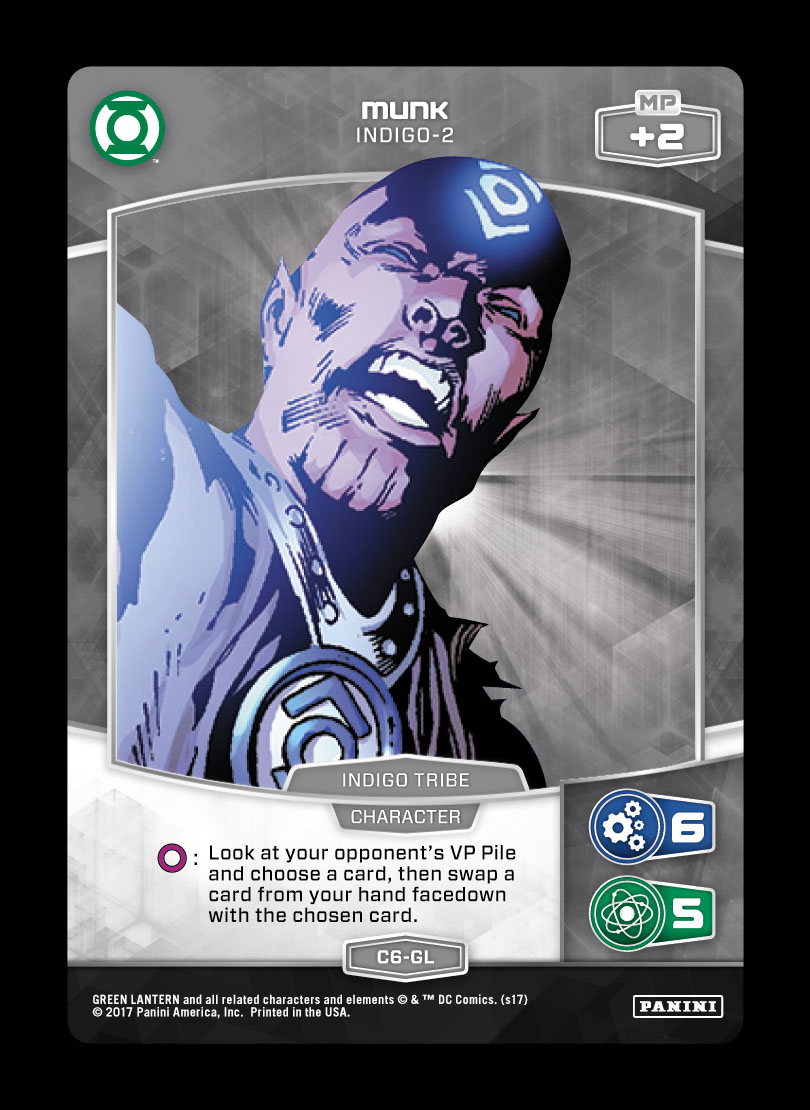 MUNK
INDIGO-2
MP
+2
INDIGO TRIBE
CHARACTER
: Look at your opponent's VP Pile
and choose a card, then swap a
card from your hand facedown
with the chosen card.
6
5
C6-GL
GREEN LANTERN and all related characters and elements © & ™ DC Comics. (s17)
© 2017 Panini America, Inc. Printed in the USA.
PANINI